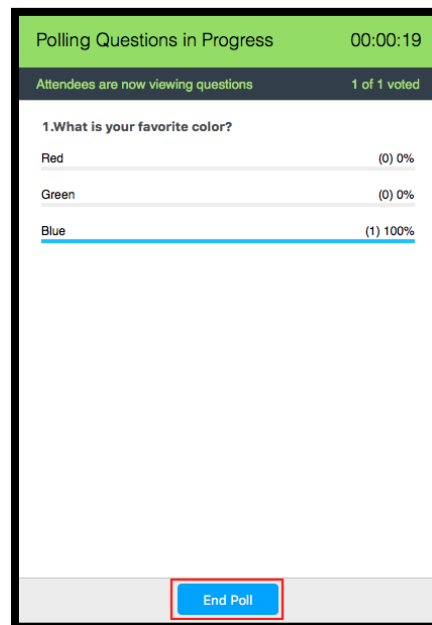 Polling Questions in Progress 00:00:19
Attendees are now viewing questions 1 of 1 voted
1.What is your favorite color?
Red (0) 0%
Green (0) 0%
Blue (1) 100%
End Poll